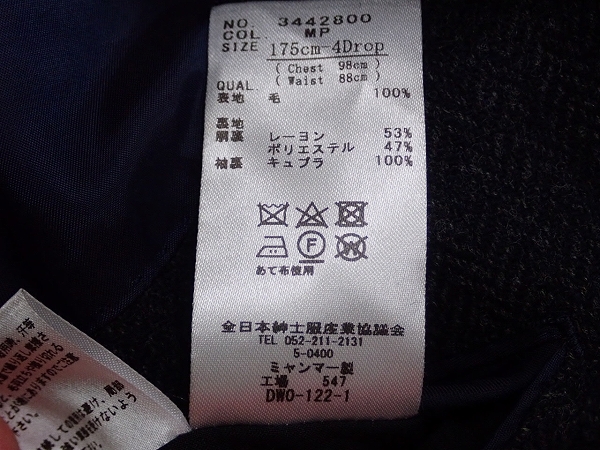 NO. 3442800
COL. MP
SIZE 175cm-4Drop
( Chest 98cm )
( Waist 88cm )
QUAL.
表地 毛 100%
裏地
胴裏 レーヨン 53%
ポリエステル 47%
袖裏 キュプラ 100%
F W
あて布使用
全日本紳士服産業協議会
TEL 052-211-2131
5-0400
ミャンマー製
工場 547
DWO-122-1